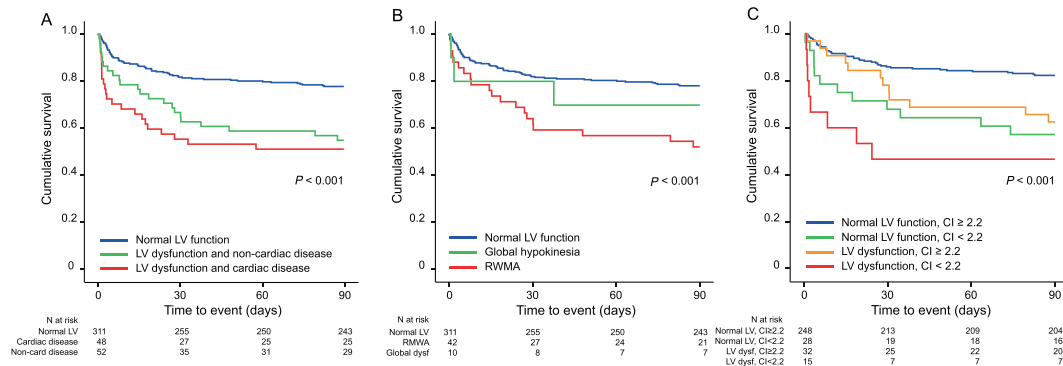 A
Cumulative survival
1.0
0.8
0.6
0.4
0.2
0
P < 0.001
Normal LV function
LV dysfunction and non-cardiac disease
LV dysfunction and cardiac disease
0 30 60 90
Time to event (days)
N at risk
Normal LV 311 255 250 243
Cardiac disease 48 27 25 25
Non-card disease 52 35 31 29
B
Cumulative survival
1.0
0.8
0.6
0.4
0.2
0
P < 0.001
Normal LV function
Global hypokinesia
RWMA
0 30 60 90
Time to event (days)
N at risk
Normal LV 311 255 250 243
RMWA 42 27 24 21
Global dysf 10 8 7 7
C
Cumulative survival
1.0
0.8
0.6
0.4
0.2
0
P < 0.001
Normal LV function, CI ≥ 2.2
Normal LV function, CI < 2.2
LV dysfunction, CI ≥ 2.2
LV dysfunction, CI < 2.2
0 30 60 90
Time to event (days)
N at risk
Normal LV, CI≥2.2 248 213 209 204
Normal LV, CI<2.2 28 19 18 16
LV dysf, CI≥2.2 32 25 22 20
LV dysf, CI<2.2 15 7 7 7